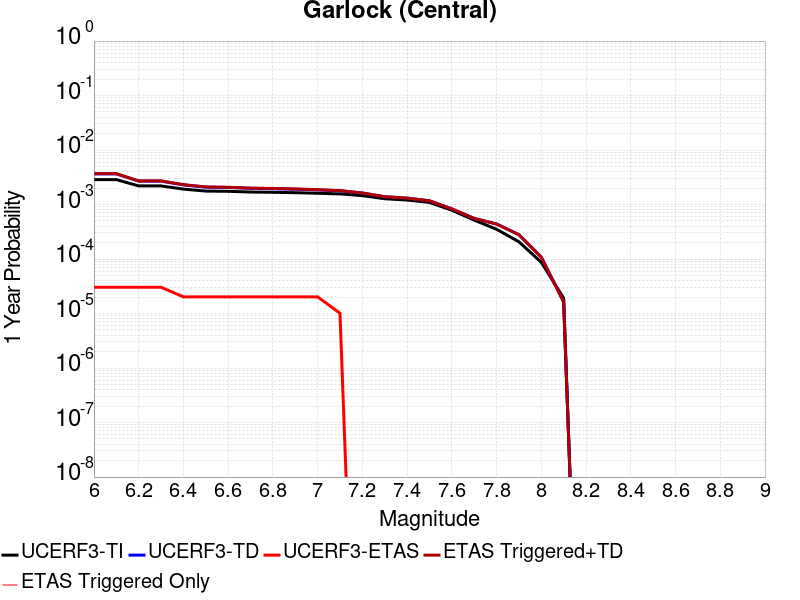 Garlock (Central)
1 Year Probability
10^0
10^-1
10^-2
10^-3
10^-4
10^-5
10^-6
10^-7
10^-8
6 6.2 6.4 6.6 6.8 7 7.2 7.4 7.6 7.8 8 8.2 8.4 8.6 8.8 9
Magnitude
UCERF3-TI UCERF3-TD UCERF3-ETAS ETAS Triggered+TD
ETAS Triggered Only